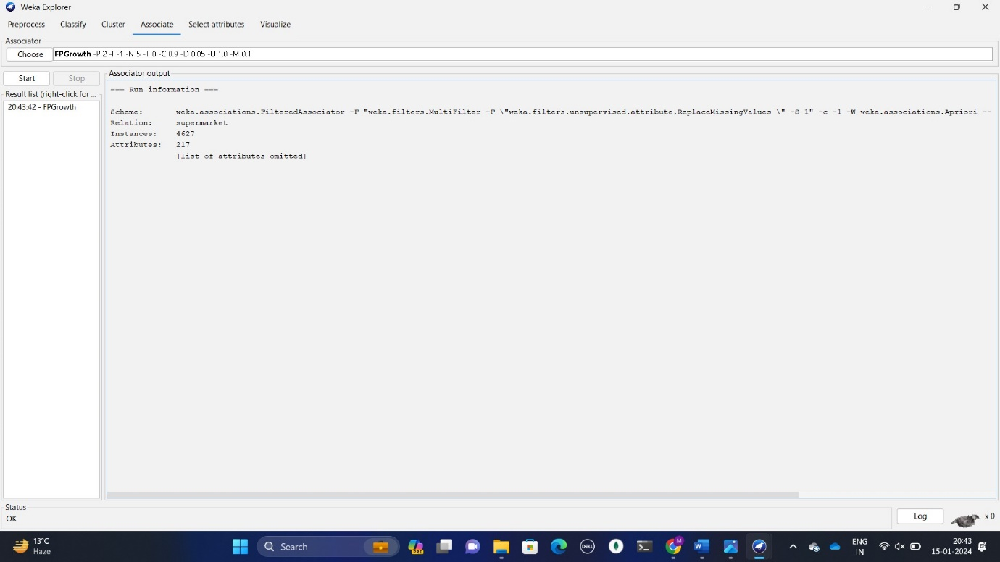 Weka Explorer
Preprocess Classify Cluster Associate Select attributes Visualize
Associator
Choose FPGrowth -P 2 -I -1 -N 5 -T 0 -C 0.9 -D 0.05 -U 1.0 -M 0.1
Start Stop
Associator output
Result list (right-click for ...
20:43:42 - FPGrowth
=== Run information ===
Scheme: weka.associations.FilteredAssociator -F "weka.filters.MultiFilter -F \"weka.filters.unsupervised.attribute.ReplaceMissingValues \" -S 1" -c -1 -W weka.associations.Apriori --
Relation: supermarket
Instances: 4627
Attributes: 217
[list of attributes omitted]
Status
OK
Log
x 0
13°C
Haze
Search
PRE
DELL
M
W
ENG
IN
20:43
15-01-2024